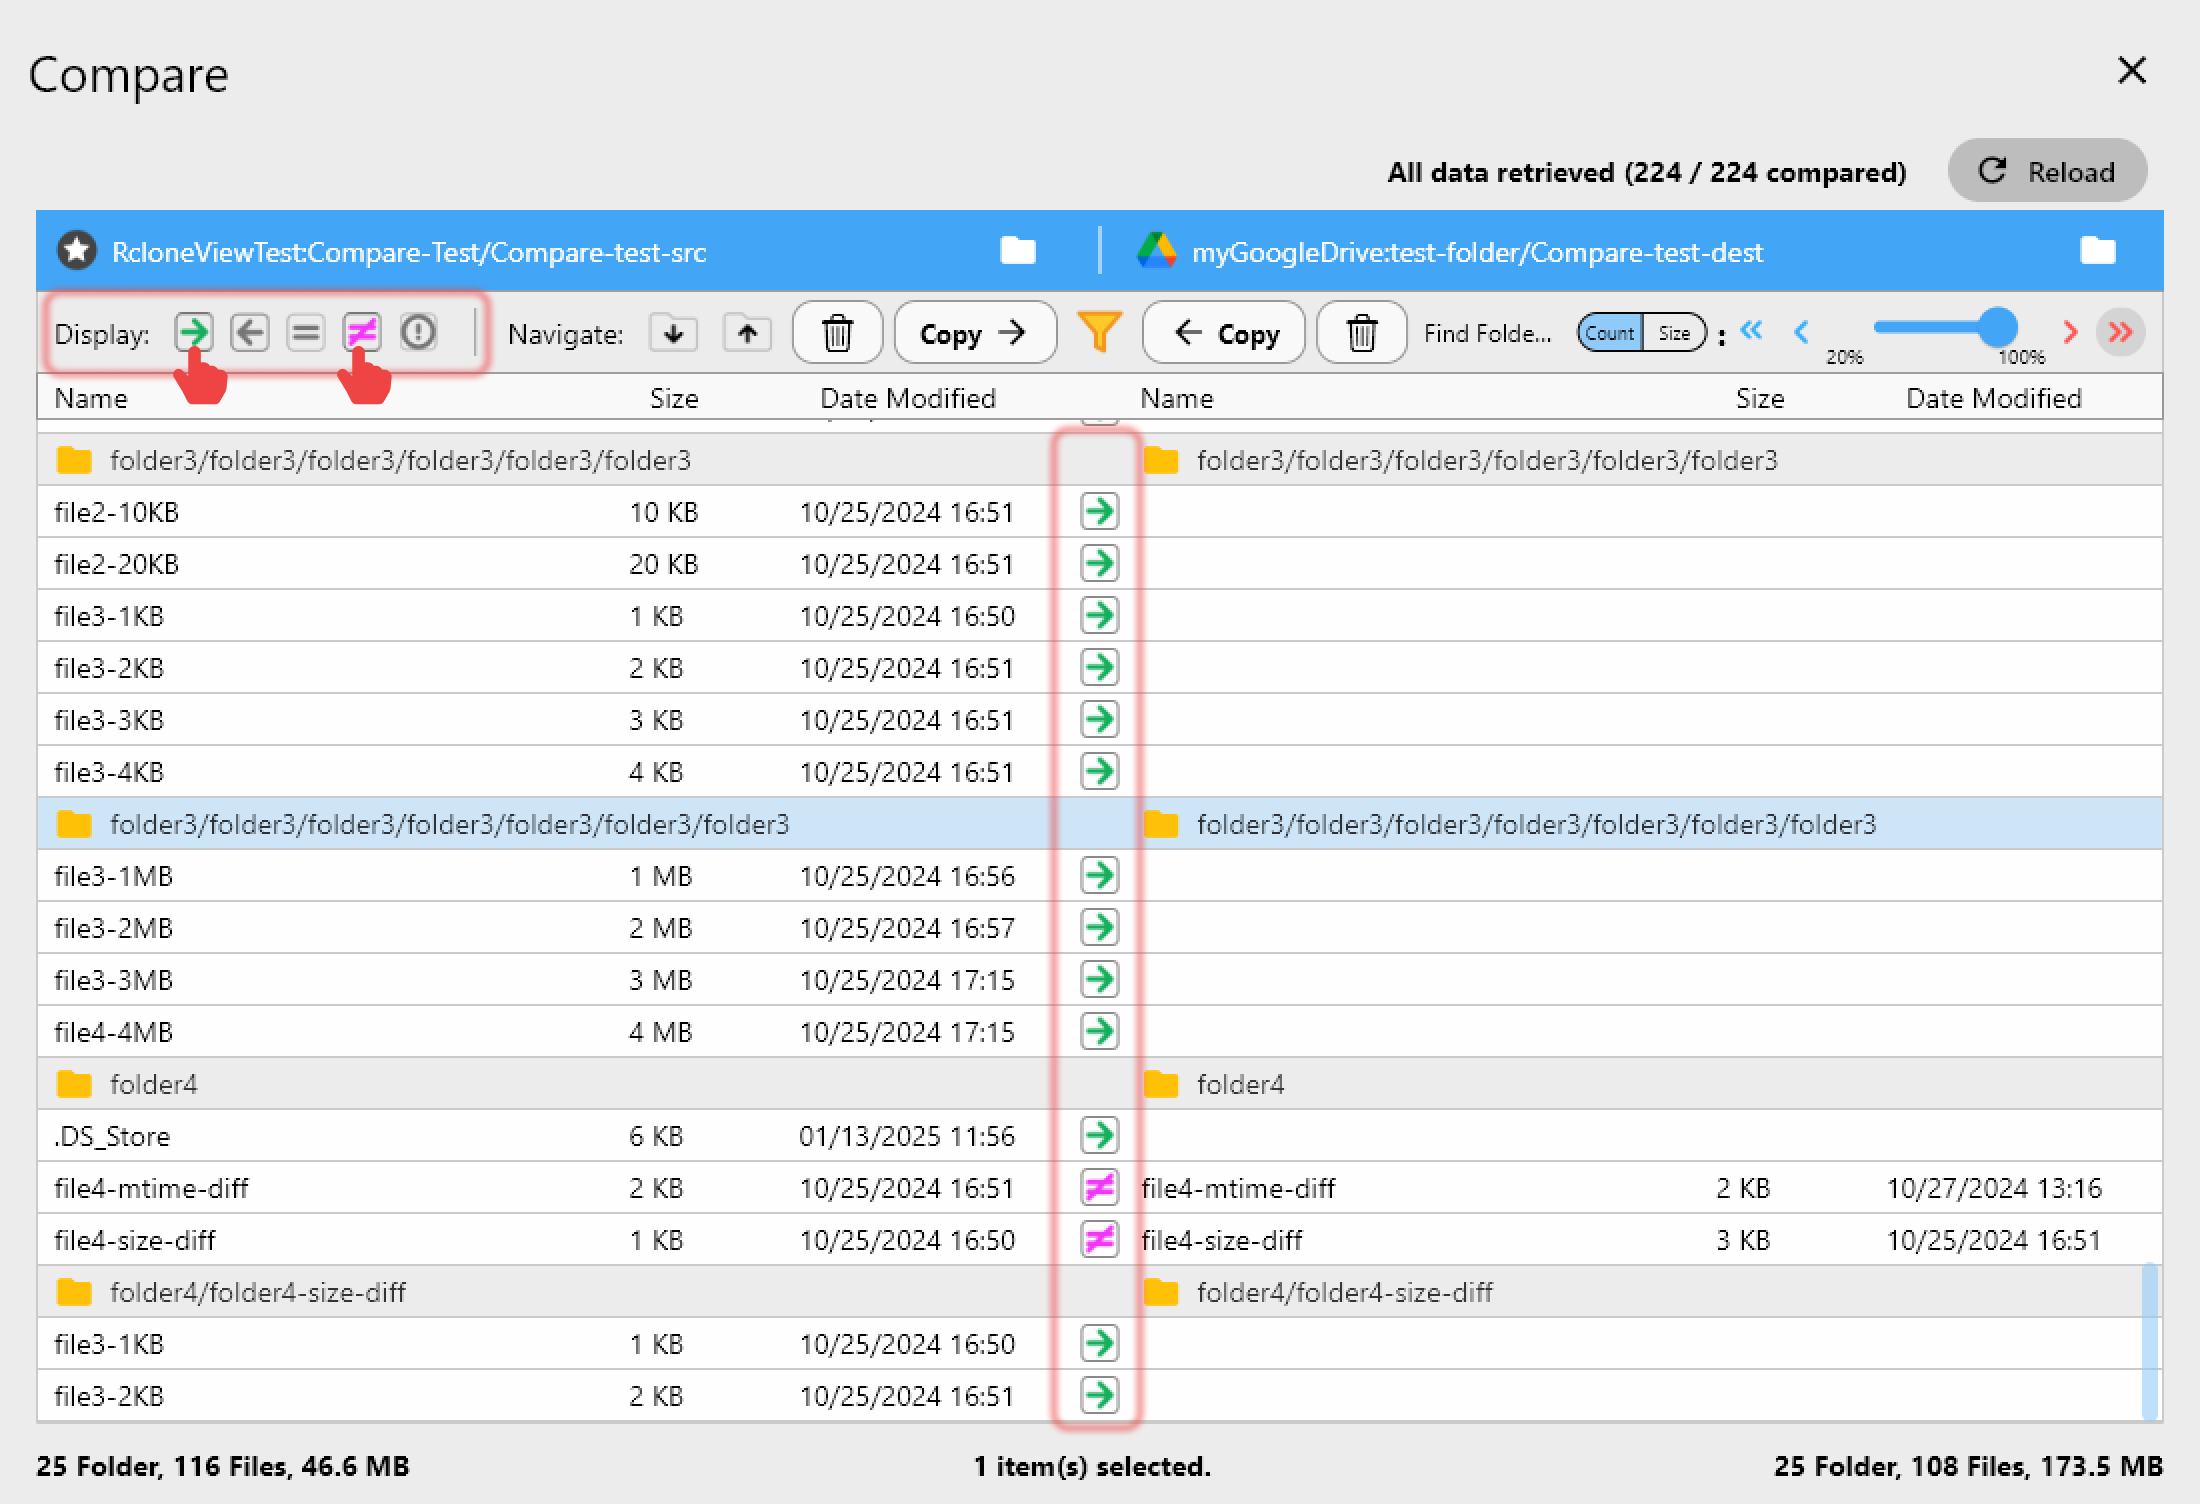 Compare
All data retrieved (224 / 224 compared) Reload
RcloneViewTest:Compare-Test/Compare-test-src myGoogleDrive:test-folder/Compare-test-dest
Display: Navigate: Copy → ← Copy Find Folde... Count Size : 20% 100%
Name Size Date Modified Name Size Date Modified
folder3/folder3/folder3/folder3/folder3/folder3 folder3/folder3/folder3/folder3/folder3/folder3
file2-10KB 10 KB 10/25/2024 16:51
file2-20KB 20 KB 10/25/2024 16:51
file3-1KB 1 KB 10/25/2024 16:50
file3-2KB 2 KB 10/25/2024 16:51
file3-3KB 3 KB 10/25/2024 16:51
file3-4KB 4 KB 10/25/2024 16:51
folder3/folder3/folder3/folder3/folder3/folder3/folder3 folder3/folder3/folder3/folder3/folder3/folder3/folder3
file3-1MB 1 MB 10/25/2024 16:56
file3-2MB 2 MB 10/25/2024 16:57
file3-3MB 3 MB 10/25/2024 17:15
file4-4MB 4 MB 10/25/2024 17:15
folder4 folder4
.DS_Store 6 KB 01/13/2025 11:56
file4-mtime-diff 2 KB 10/25/2024 16:51 ≠ file4-mtime-diff 2 KB 10/27/2024 13:16
file4-size-diff 1 KB 10/25/2024 16:50 ≠ file4-size-diff 3 KB 10/25/2024 16:51
folder4/folder4-size-diff folder4/folder4-size-diff
file3-1KB 1 KB 10/25/2024 16:50
file3-2KB 2 KB 10/25/2024 16:51
25 Folder, 116 Files, 46.6 MB 1 item(s) selected. 25 Folder, 108 Files, 173.5 MB